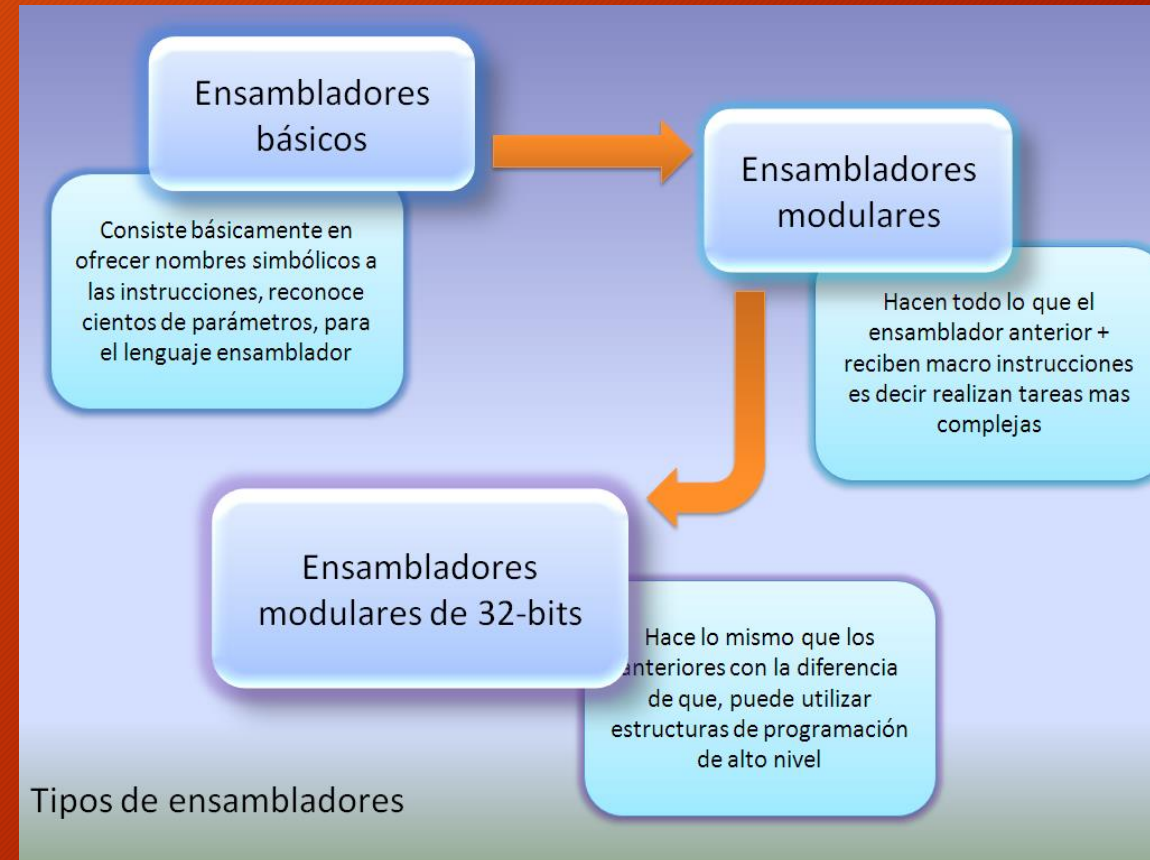 Ensambladores
básicos
Consiste básicamente en
ofrecer nombres simbólicos a
las instrucciones, reconoce
cientos de parámetros, para
el lenguaje ensamblador
Ensambladores
modulares
Hacen todo lo que el
ensamblador anterior +
reciben macro instrucciones
es decir realizan tareas mas
complejas
Ensambladores
modulares de 32-bits
Hace lo mismo que los
anteriores con la diferencia
de que, puede utilizar
estructuras de programación
de alto nivel
Tipos de ensambladores